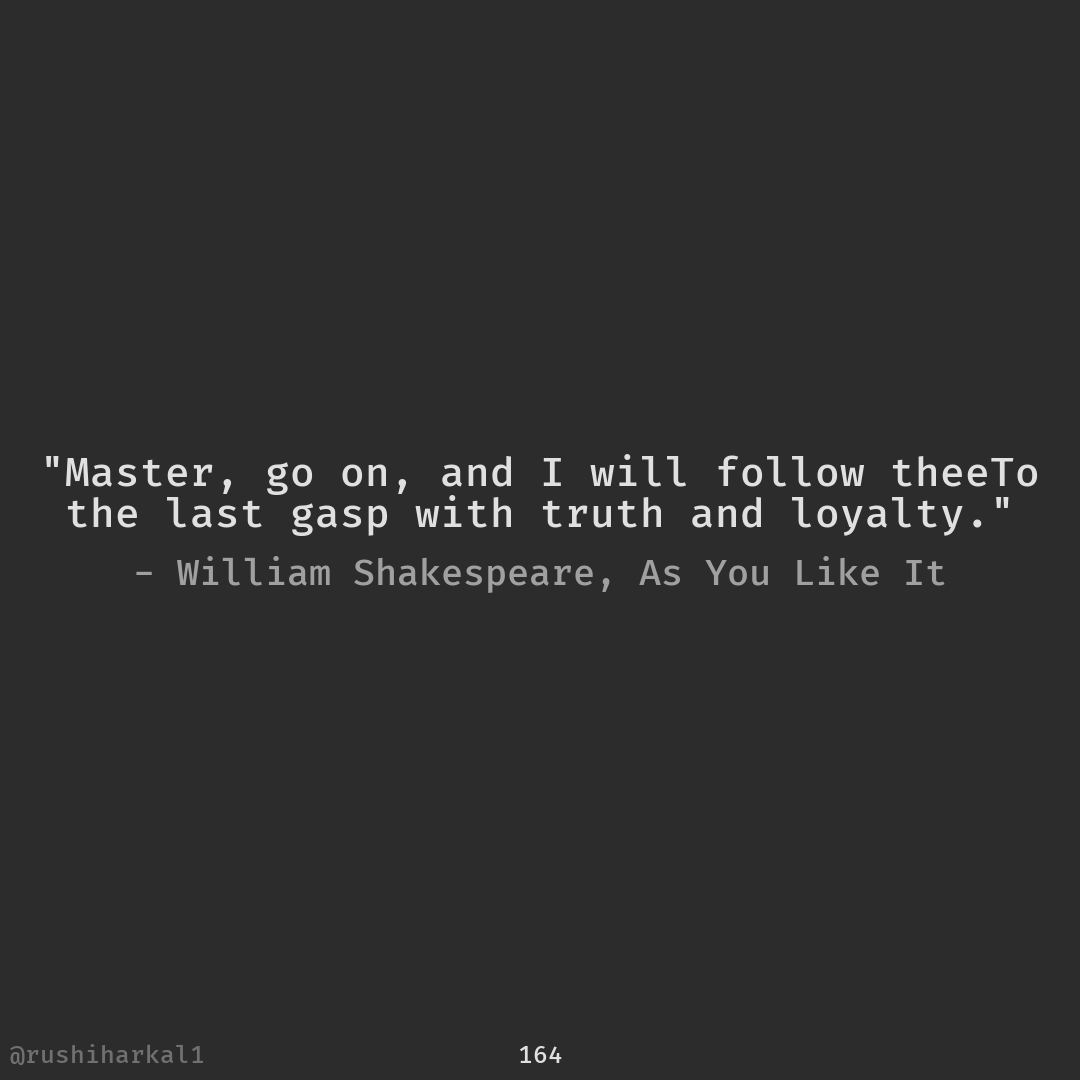 "Master, go on, and I will follow theeTo
the last gasp with truth and loyalty."
– William Shakespeare, As You Like It
@rushiharkal1
164